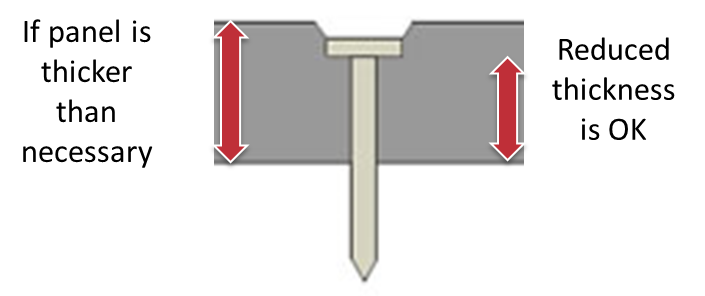 If panel is
thicker
than
necessary
Reduced
thickness
is OK